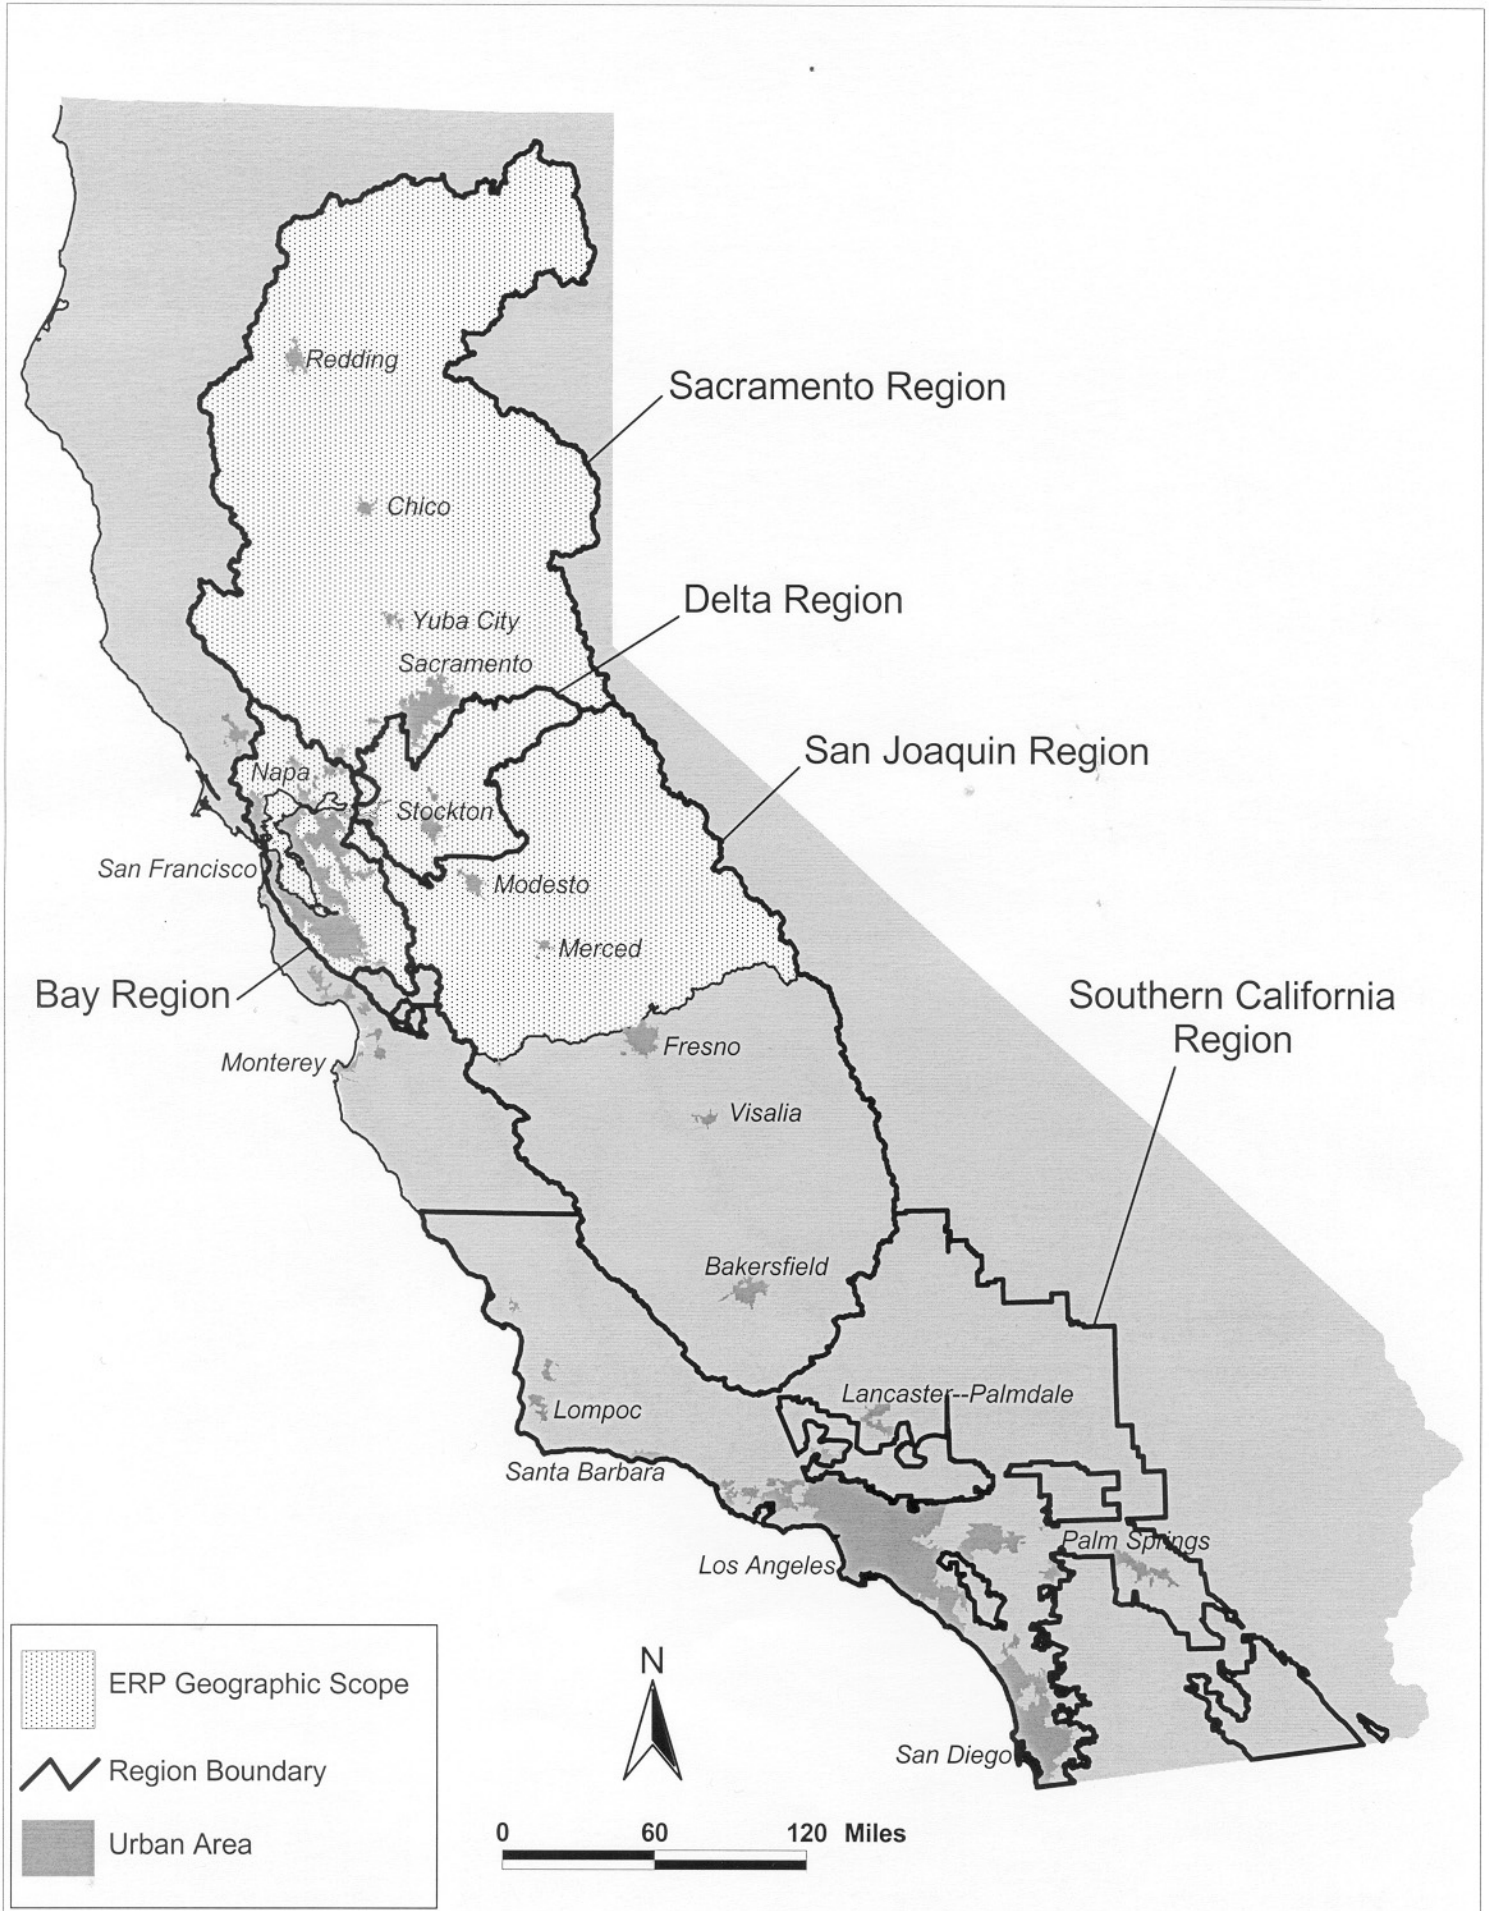 Redding
Sacramento Region
Chico
Delta Region
Yuba City
Sacramento
San Joaquin Region
Napa
Stockton
San Francisco
Modesto
Merced
Bay Region
Southern California
Region
Fresno
Monterey
Visalia
Bakersfield
Lancaster--Palmdale
Lompoc
Santa Barbara
Palm Springs
Los Angeles
San Diego
N
ERP Geographic Scope
Region Boundary
Urban Area
0 60 120 Miles